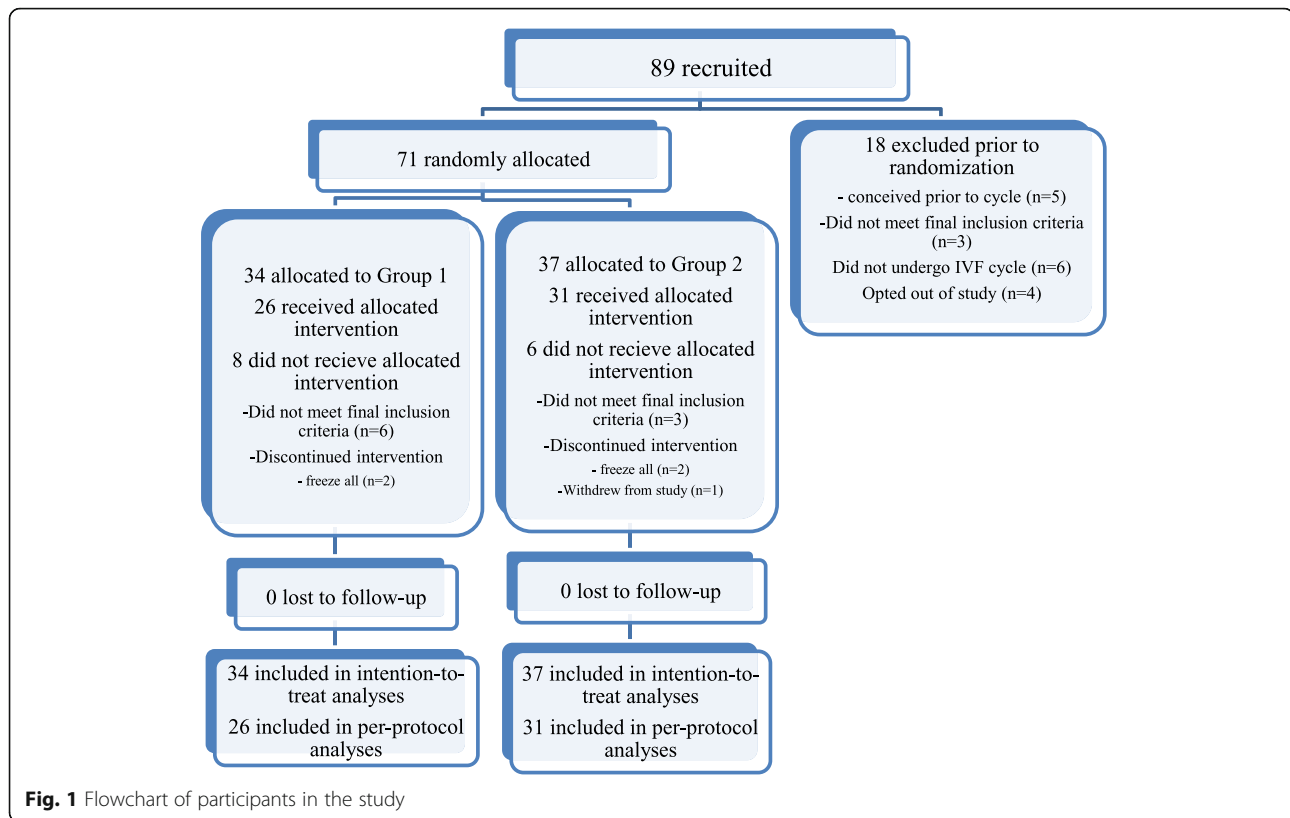 89 recruited
71 randomly allocated
18 excluded prior to
randomization
- conceived prior to cycle (n=5)
-Did not meet final inclusion criteria
(n=3)
Did not undergo IVF cycle (n=6)
Opted out of study (n=4)
34 allocated to Group 1
26 received allocated
intervention
8 did not recieve allocated
intervention
-Did not meet final inclusion
criteria (n=6)
-Discontinued intervention
- freeze all (n=2)
37 allocated to Group 2
31 received allocated
intervention
6 did not recieve allocated
intervention
-Did not meet final inclusion
criteria (n=3)
-Discontinued intervention
- freeze all (n=2)
-Withdrew from study (n=1)
0 lost to follow-up
0 lost to follow-up
34 included in intention-to-
treat analyses
26 included in per-protocol
analyses
37 included in intention-to-
treat analyses
31 included in per-protocol
analyses
Fig. 1 Flowchart of participants in the study